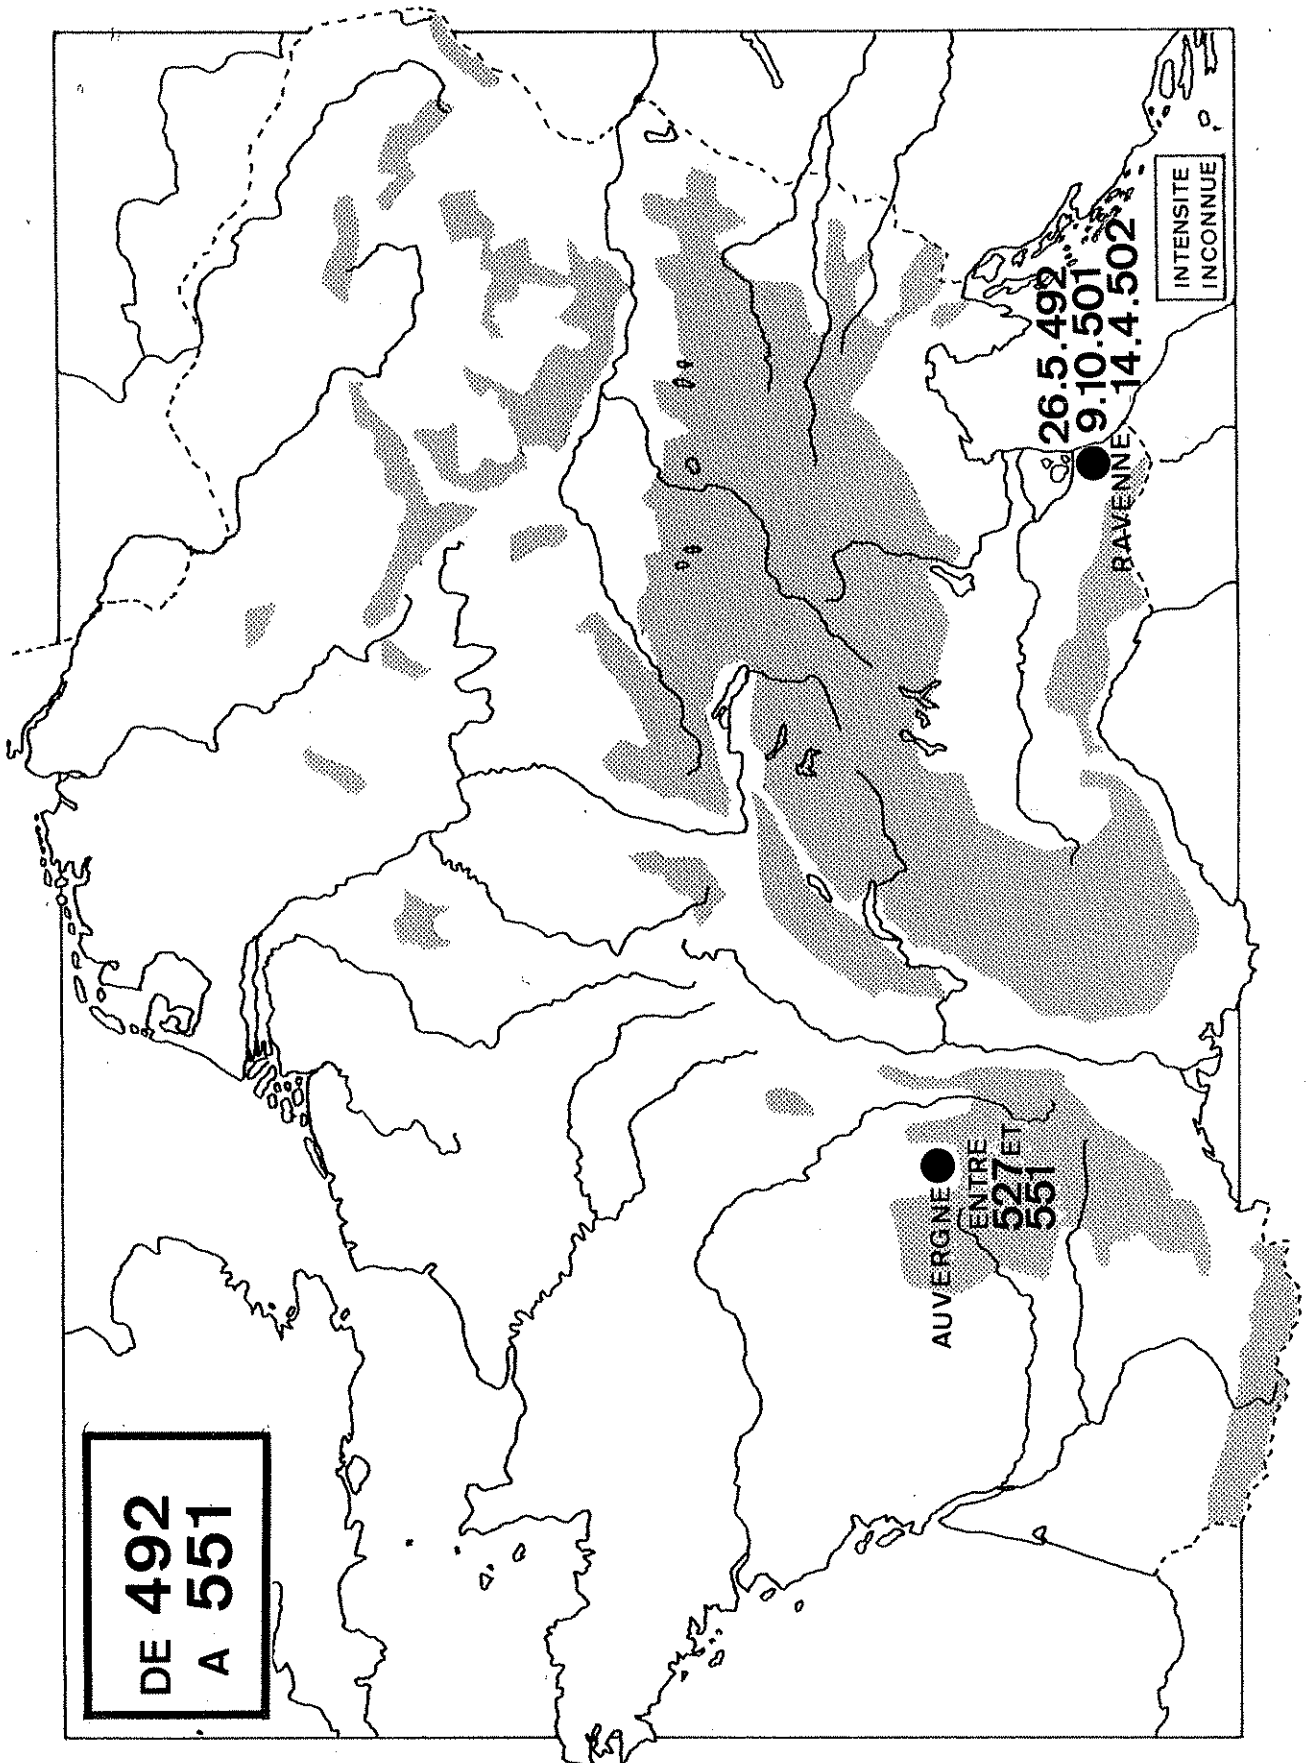 DE 492
A 551
AUVERGNE
ENTRE
527 ET
551
RAVENNE
26.5.492
9.10.501
14.4.502
INTENSITE
INCONNUE